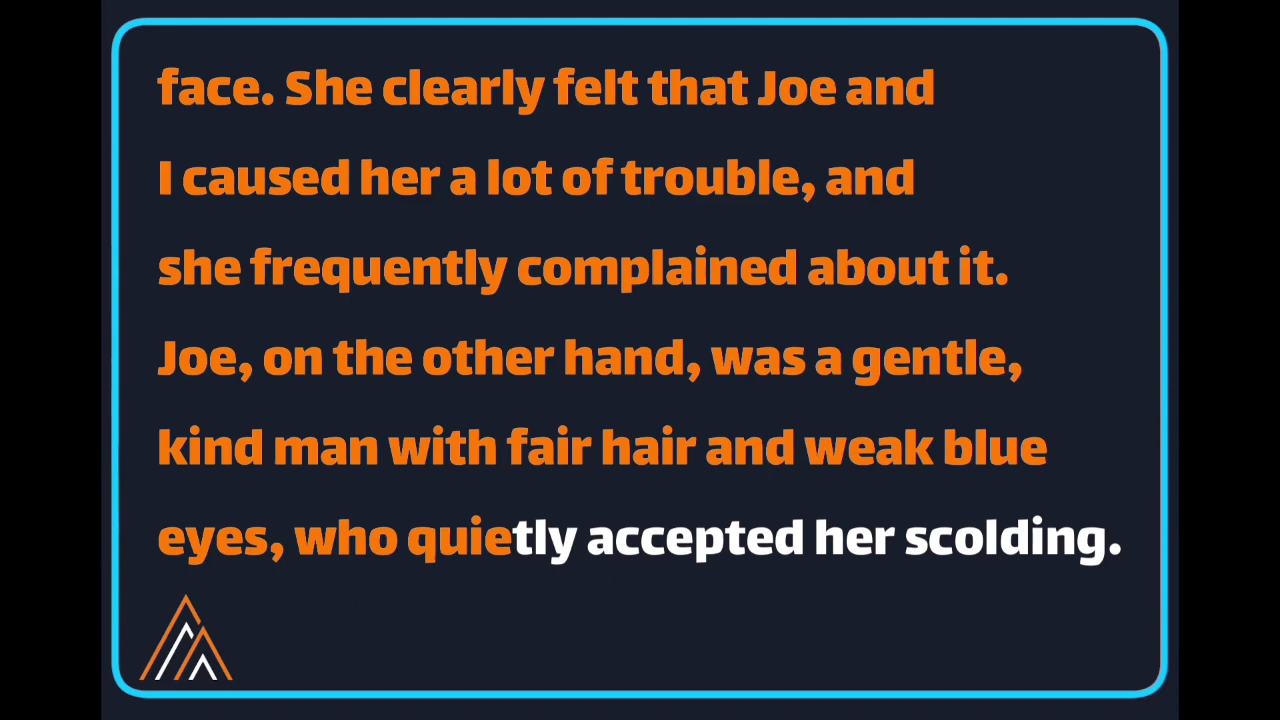 face. She clearly felt that Joe and
I caused her a lot of trouble, and
she frequently complained about it.
Joe, on the other hand, was a gentle,
kind man with fair hair and weak blue
eyes, who quietly accepted her scolding.